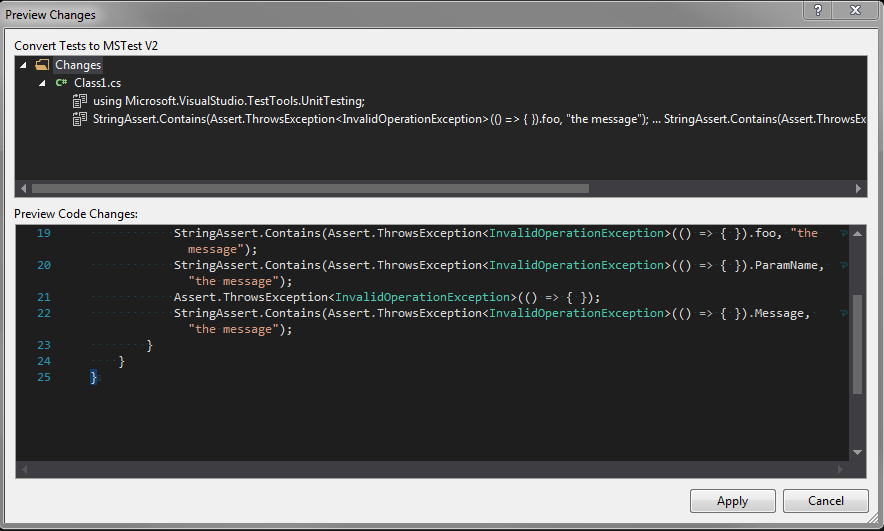 Preview Changes
Convert Tests to MSTest V2
Changes
C# Class1.cs
using Microsoft.VisualStudio.TestTools.UnitTesting;
StringAssert.Contains(Assert.ThrowsException<InvalidOperationException>(() => { }).foo, "the message"); ... StringAssert.Contains(Assert.ThrowsEx
Preview Code Changes:
19 StringAssert.Contains(Assert.ThrowsException<InvalidOperationException>(() => { }).foo, "the
message");
20 StringAssert.Contains(Assert.ThrowsException<InvalidOperationException>(() => { }).ParamName,
"the message");
21 Assert.ThrowsException<InvalidOperationException>(() => { });
22 StringAssert.Contains(Assert.ThrowsException<InvalidOperationException>(() => { }).Message,
"the message");
23 }
24 }
25 }
Apply Cancel